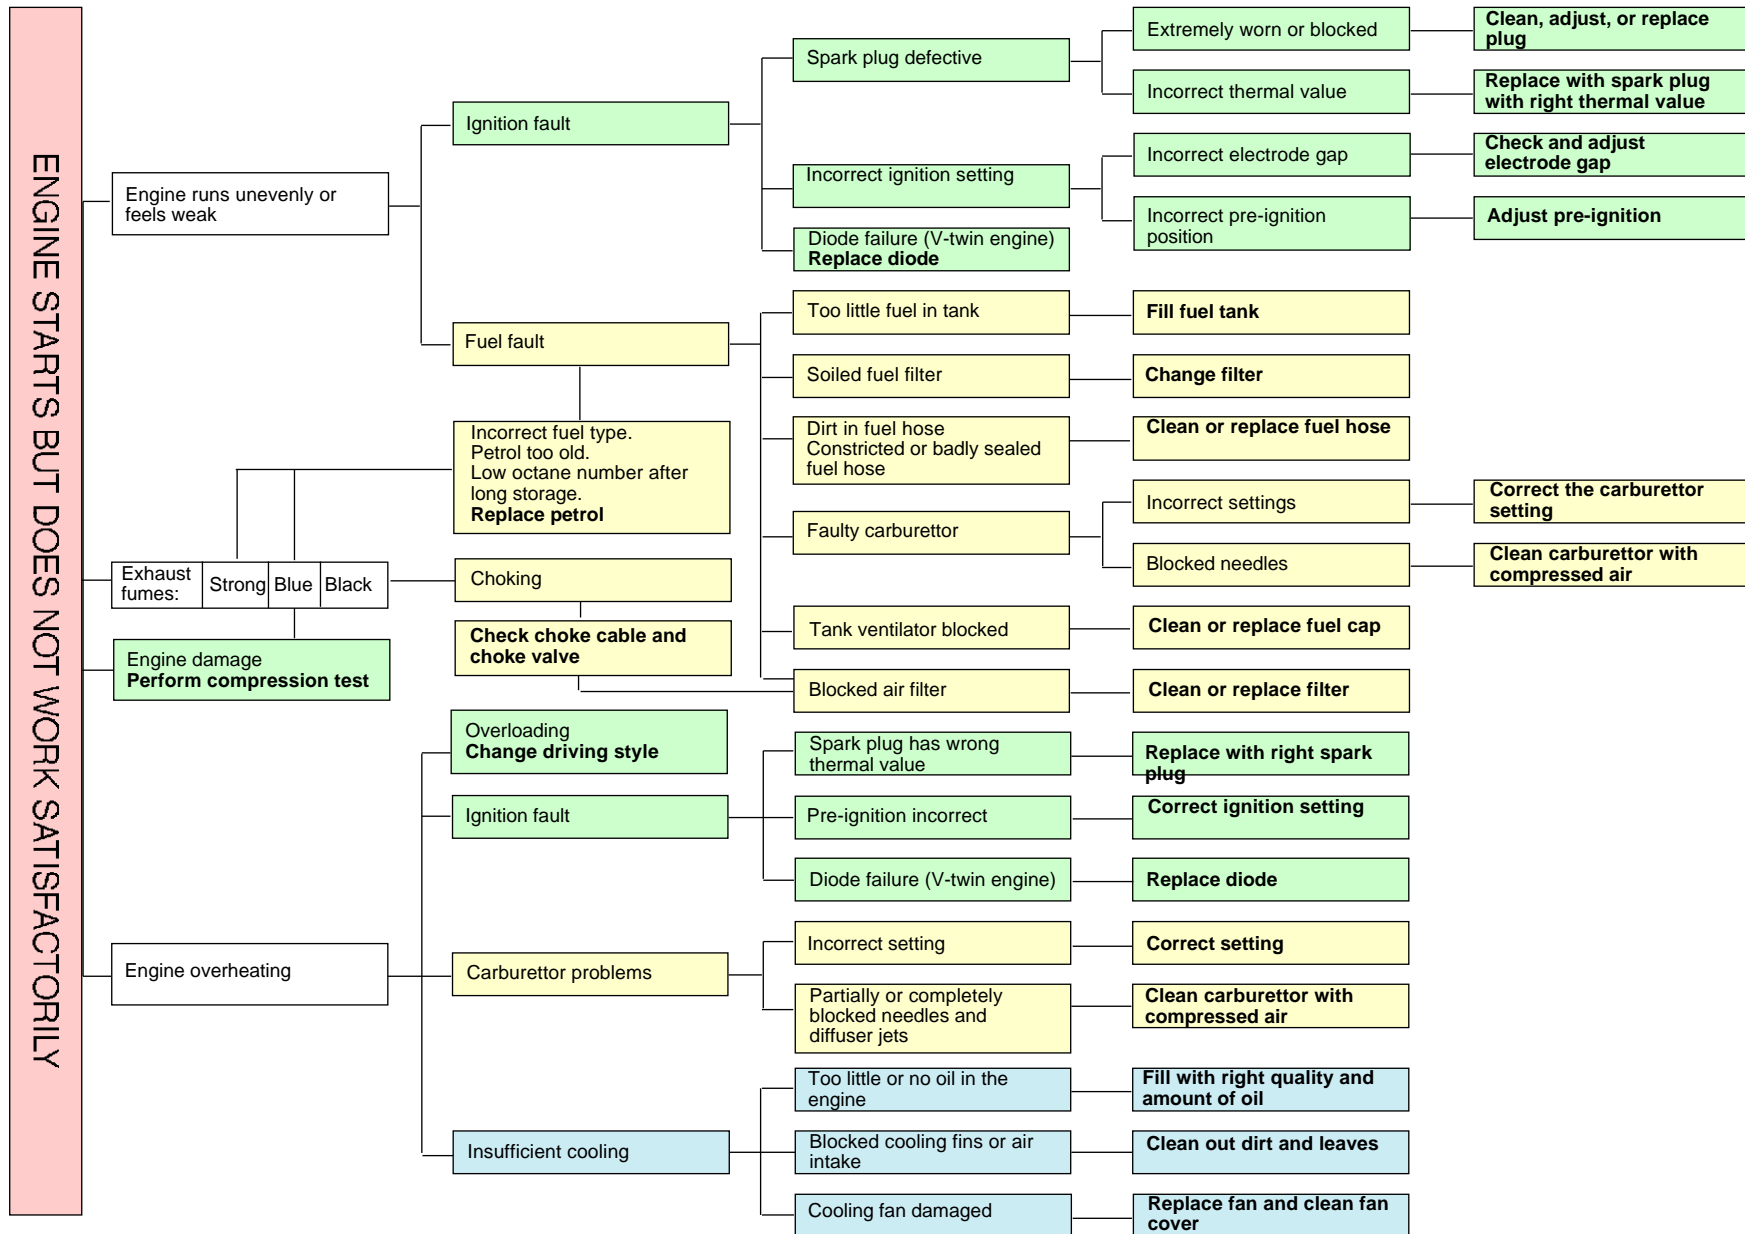 ENGINE STARTS BUT DOES NOT WORK SATISFACTORILY
Engine runs unevenly or
feels weak
Ignition fault
Spark plug defective
Extremely worn or blocked
Clean, adjust, or replace
plug
Incorrect thermal value
Replace with spark plug
with right thermal value
Incorrect ignition setting
Incorrect electrode gap
Check and adjust
electrode gap
Incorrect pre-ignition
position
Adjust pre-ignition
Diode failure (V-twin engine)
Replace diode
Fuel fault
Too little fuel in tank
Fill fuel tank
Soiled fuel filter
Change filter
Incorrect fuel type.
Petrol too old.
Low octane number after
long storage.
Replace petrol
Dirt in fuel hose
Constricted or badly sealed
fuel hose
Clean or replace fuel hose
Faulty carburettor
Incorrect settings
Correct the carburettor
setting
Blocked needles
Clean carburettor with
compressed air
Exhaust
fumes:
Strong
Blue
Black
Choking
Check choke cable and
choke valve
Tank ventilator blocked
Clean or replace fuel cap
Engine damage
Perform compression test
Blocked air filter
Clean or replace filter
Engine overheating
Overloading
Change driving style
Ignition fault
Spark plug has wrong
thermal value
Replace with right spark
plug
Pre-ignition incorrect
Correct ignition setting
Diode failure (V-twin engine)
Replace diode
Carburettor problems
Incorrect setting
Correct setting
Partially or completely
blocked needles and
diffuser jets
Clean carburettor with
compressed air
Insufficient cooling
Too little or no oil in the
engine
Fill with right quality and
amount of oil
Blocked cooling fins or air
intake
Clean out dirt and leaves
Cooling fan damaged
Replace fan and clean fan
cover